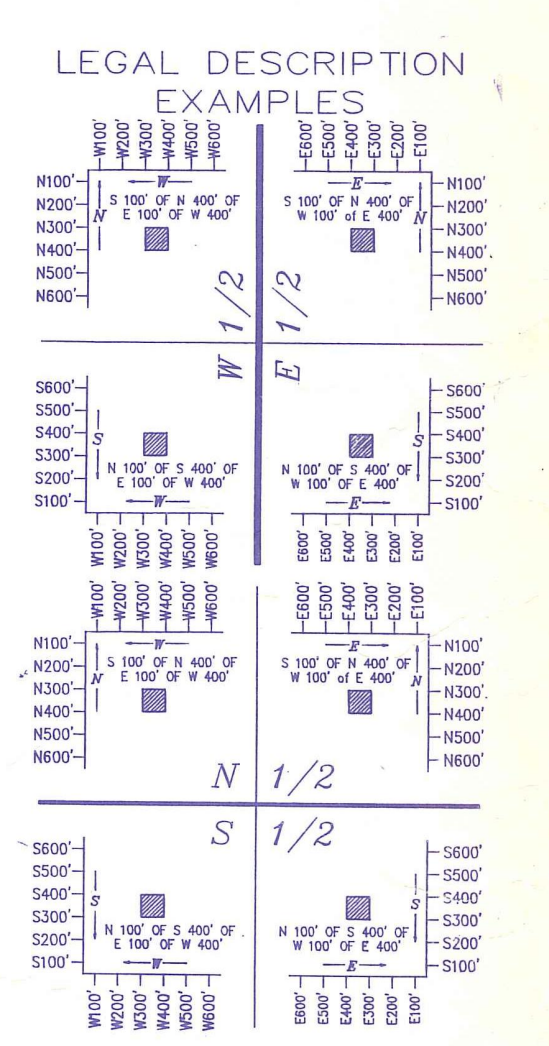 LEGAL DESCRIPTION
EXAMPLES
W100' W200' W300' W400' W500' W600'
E600' E500' E400' E300' E200' E100'
W
E
N100'
N200'
N300'
N400'
N500'
N600'
N
S 100' OF N 400' OF
E 100' OF W 400'
S 100' OF N 400' OF
W 100' of E 400'
N
N100'
N200'
N300'
N400'
N500'
N600'
W 1/2
E 1/2
S600'
S500'
S400'
S300'
S200'
S100'
S
N 100' OF S 400' OF
E 100' OF W 400'
W
N 100' OF S 400' OF
W 100' OF E 400'
E
S
S600'
S500'
S400'
S300'
S200'
S100'
W100' W200' W300' W400' W500' W600'
E600' E500' E400' E300' E200' E100'
W100' W200' W300' W400' W500' W600'
E600' E500' E400' E300' E200' E100'
W
E
N100'
N200'
N300'
N400'
N500'
N600'
N
S 100' OF N 400' OF
E 100' OF W 400'
S 100' OF N 400' OF
W 100' of E 400'
N
N100'
N200'
N300'
N400'
N500'
N600'
N 1/2
S 1/2
S600'
S500'
S400'
S300'
S200'
S100'
S
N 100' OF S 400' OF
E 100' OF W 400'
W
N 100' OF S 400' OF
W 100' OF E 400'
E
S
S600'
S500'
S400'
S300'
S200'
S100'
W100' W200' W300' W400' W500' W600'
E600' E500' E400' E300' E200' E100'